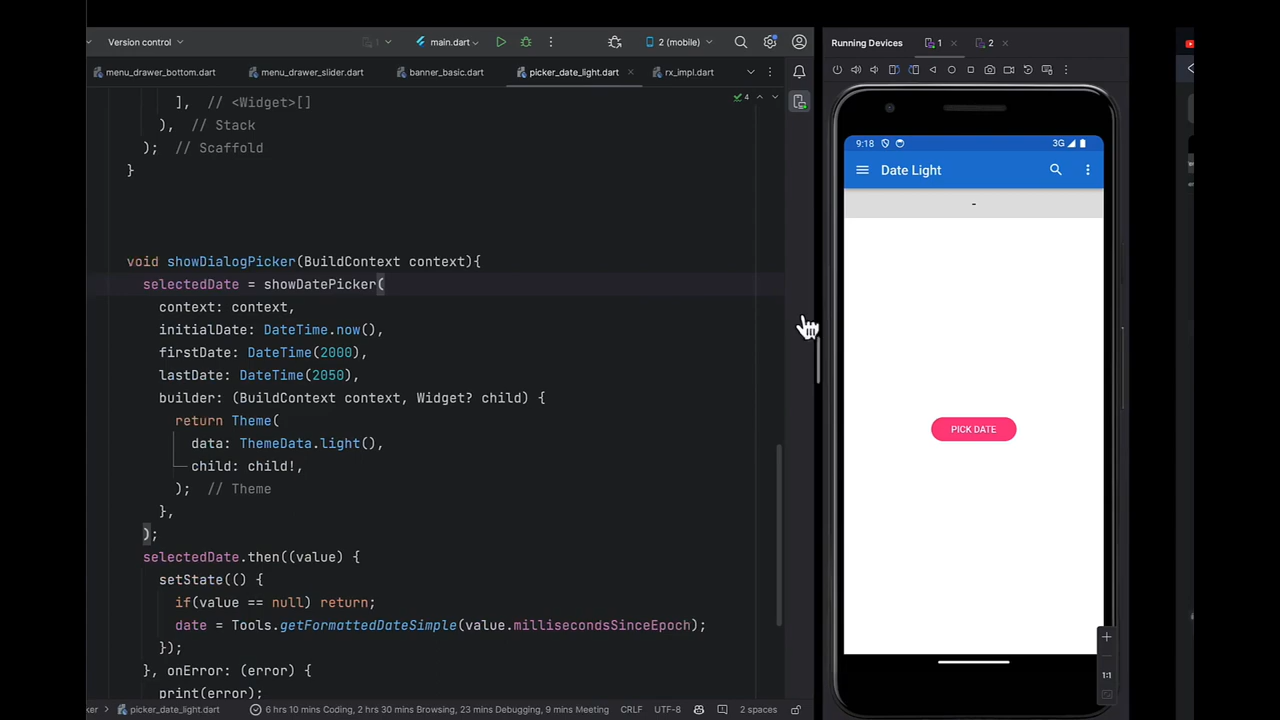 Version control
main.dart
2 (mobile)
Running Devices
1
2
menu_drawer_bottom.dart
menu_drawer_slider.dart
banner_basic.dart
picker_date_light.dart
rx_impl.dart
4
], // <Widget>[]
), // Stack
); // Scaffold
}
void showDialogPicker(BuildContext context){
selectedDate = showDatePicker(
context: context,
initialDate: DateTime.now(),
firstDate: DateTime(2000),
lastDate: DateTime(2050),
builder: (BuildContext context, Widget? child) {
return Theme(
data: ThemeData.light(),
child: child!,
); // Theme
},
);
selectedDate.then((value) {
setState(() {
if(value == null) return;
date = Tools.getFormattedDateSimple(value.millisecondsSinceEpoch);
});
}, onError: (error) {
print(error);
9:18
3G
Date Light
-
PICK DATE
1:1
ker
picker_date_light.dart
6 hrs 10 mins Coding, 2 hrs 30 mins Browsing, 23 mins Debugging, 9 mins Meeting
CRLF
UTF-8
2 spaces